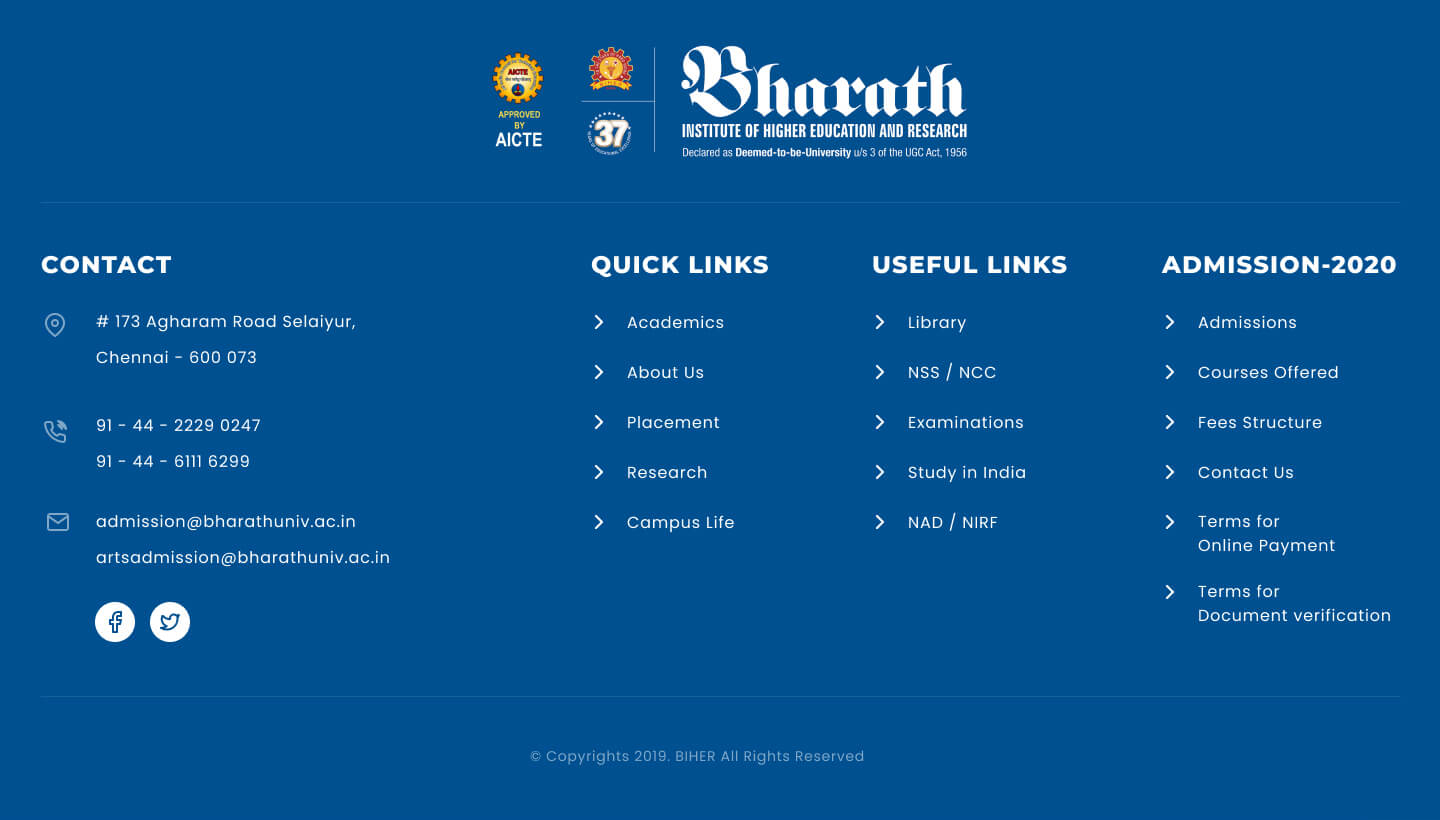 AICTE
APPROVED
BY
AICTE
37
Bharath
INSTITUTE OF HIGHER EDUCATION AND RESEARCH
Declared as Deemed-to-be-University u/s 3 of the UGC Act, 1956
CONTACT
# 173 Agharam Road Selaiyur,
Chennai - 600 073
91 - 44 - 2229 0247
91 - 44 - 6111 6299
admission@bharathuniv.ac.in
artsadmission@bharathuniv.ac.in
QUICK LINKS
Academics
About Us
Placement
Research
Campus Life
USEFUL LINKS
Library
NSS / NCC
Examinations
Study in India
NAD / NIRF
ADMISSION-2020
Admissions
Courses Offered
Fees Structure
Contact Us
Terms for
Online Payment
Terms for
Document verification
© Copyrights 2019. BIHER All Rights Reserved